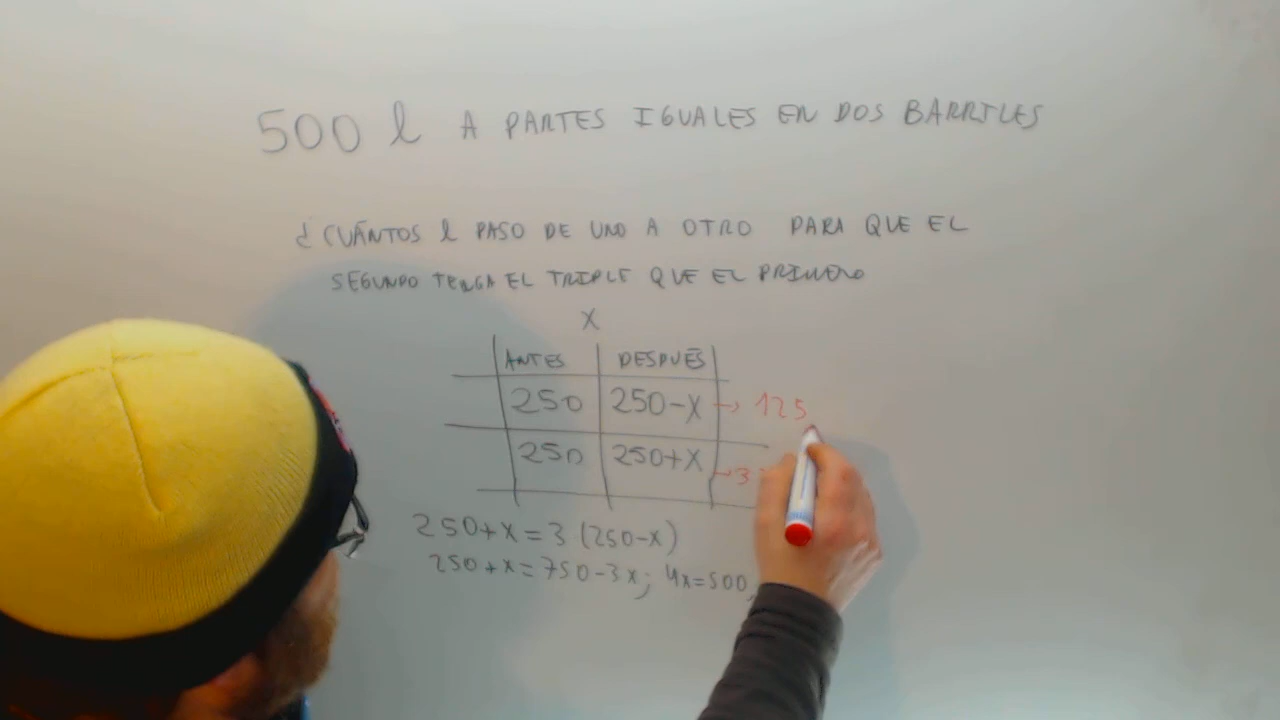 500 l A PARTES IGUALES EN DOS BARRILES
¿CUÁNTOS l PASO DE UNO A OTRO PARA QUE EL
SEGUNDO TENGA EL TRIPLE QUE EL PRIMERO
X
ANTES DESPUÉS
250 250-X → 125
250 250+X → 3
250+X=3 (250-X)
250+X=750-3X; 4X=500,